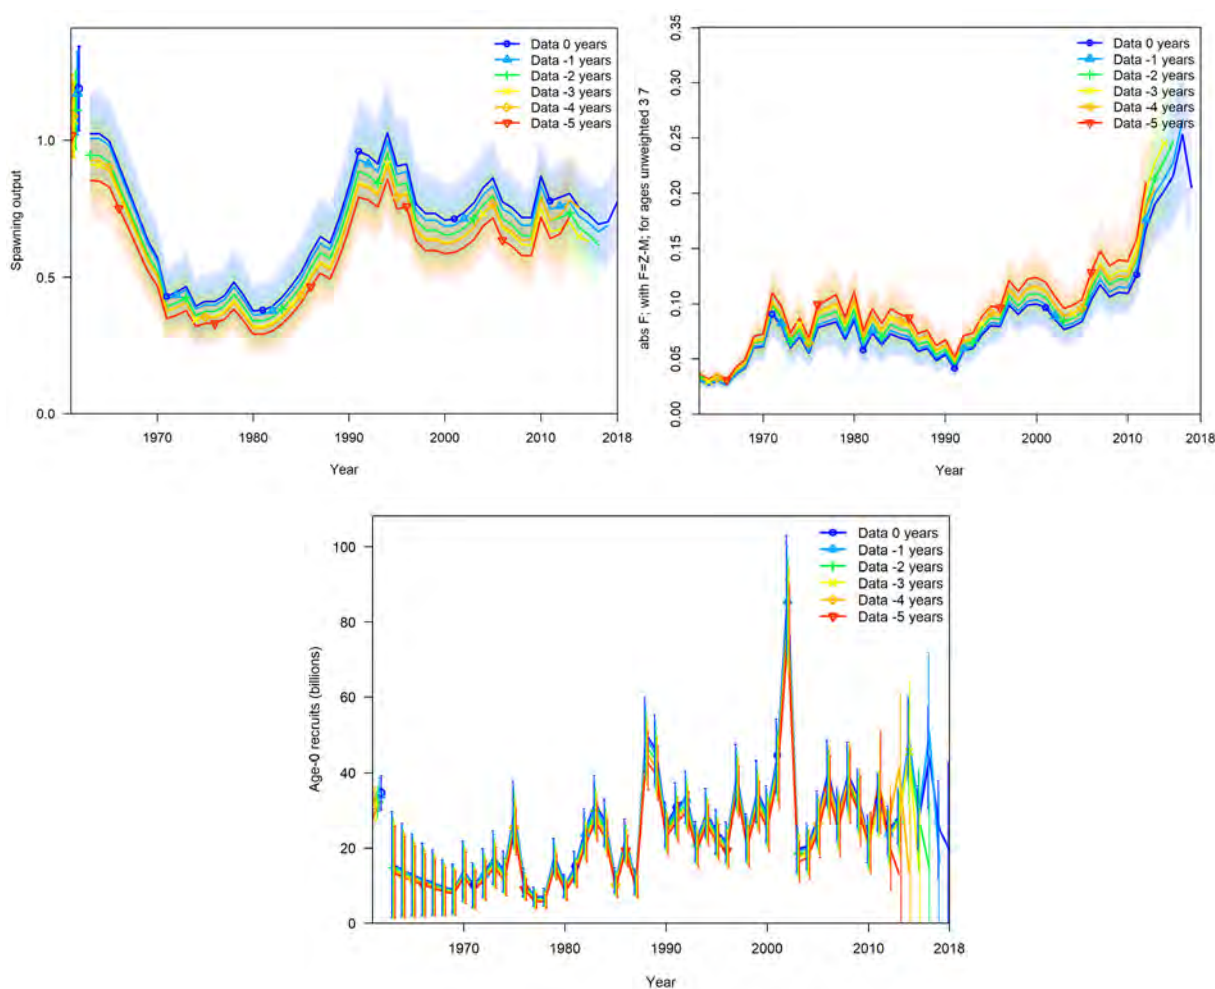 Data 0 years
Data -1 years
Data -2 years
Data -3 years
Data -4 years
Data -5 years
Spawning output
1.0
0.5
0.0
1970
1980
1990
2000
2010
2018
Year
Data 0 years
Data -1 years
Data -2 years
Data -3 years
Data -4 years
Data -5 years
abs F; with F=Z-M; for ages unweighted 3 7
0.35
0.30
0.25
0.20
0.15
0.10
0.05
0.00
1970
1980
1990
2000
2010
2018
Year
Data 0 years
Data -1 years
Data -2 years
Data -3 years
Data -4 years
Data -5 years
Age-0 recruits (billions)
100
80
60
40
20
0
1970
1980
1990
2000
2010
2018
Year